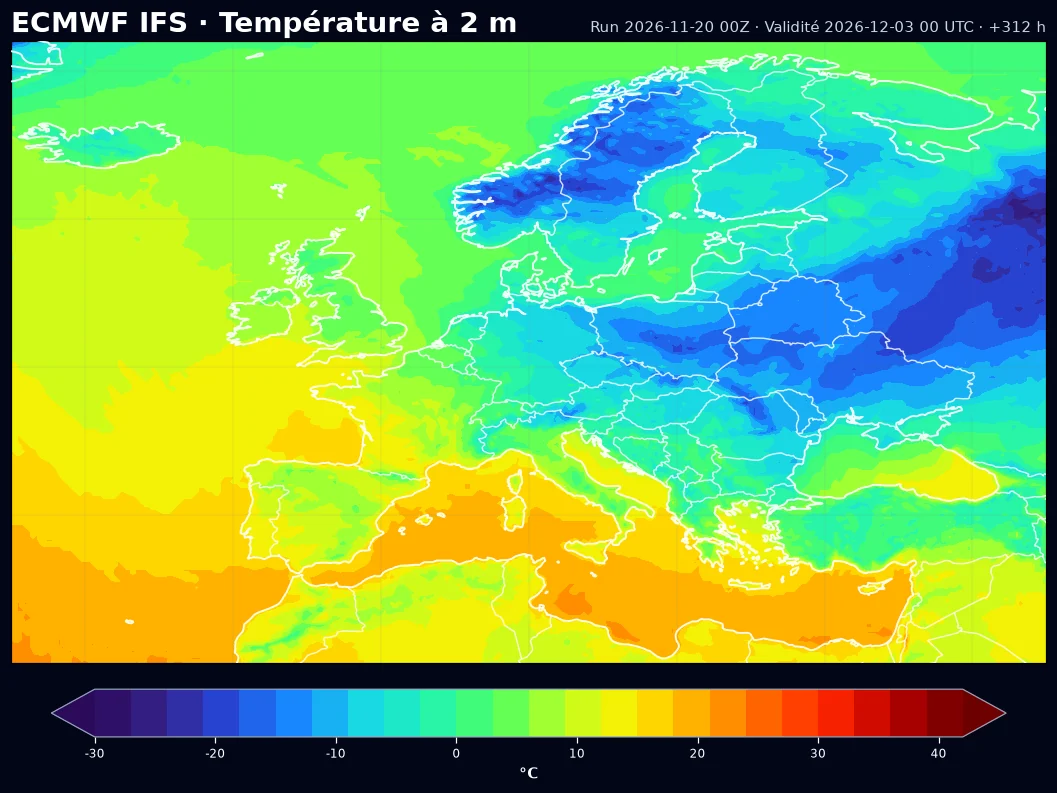 ECMWF IFS · Température à 2 m
Run 2026-11-20 00Z · Validité 2026-12-03 00 UTC · +312 h
-30 -20 -10 0 10 20 30 40
°C